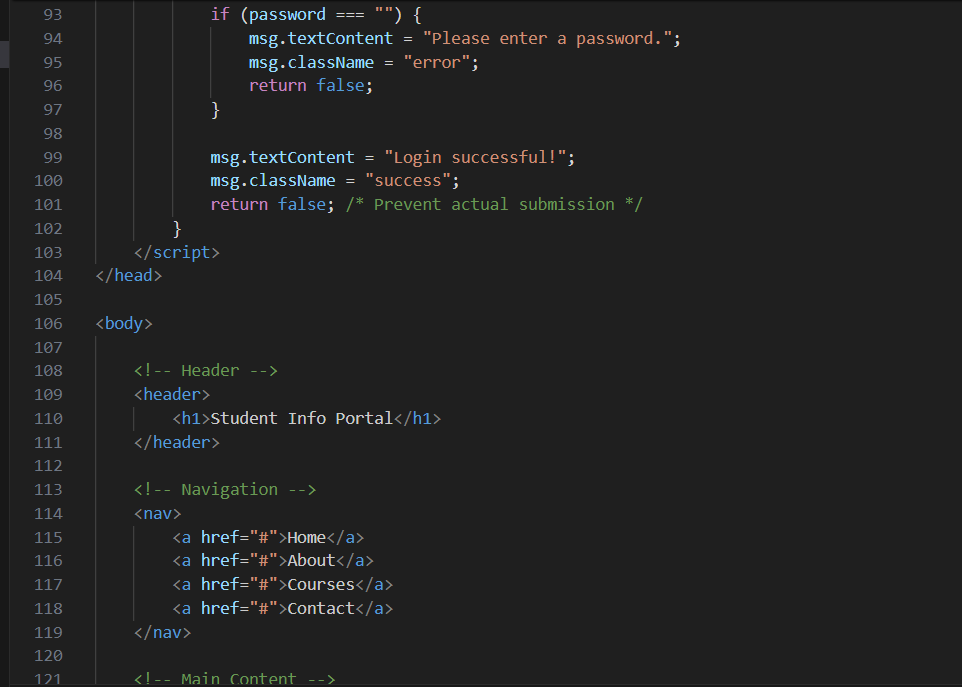 93 if (password === "") {
94 msg.textContent = "Please enter a password.";
95 msg.className = "error";
96 return false;
97 }
98
99 msg.textContent = "Login successful!";
100 msg.className = "success";
101 return false; /* Prevent actual submission */
102 }
103 </script>
104 </head>
105
106 <body>
107
108 <!-- Header -->
109 <header>
110 <h1>Student Info Portal</h1>
111 </header>
112
113 <!-- Navigation -->
114 <nav>
115 <a href="#">Home</a>
116 <a href="#">About</a>
117 <a href="#">Courses</a>
118 <a href="#">Contact</a>
119 </nav>
120
121 <!-- Main Content -->